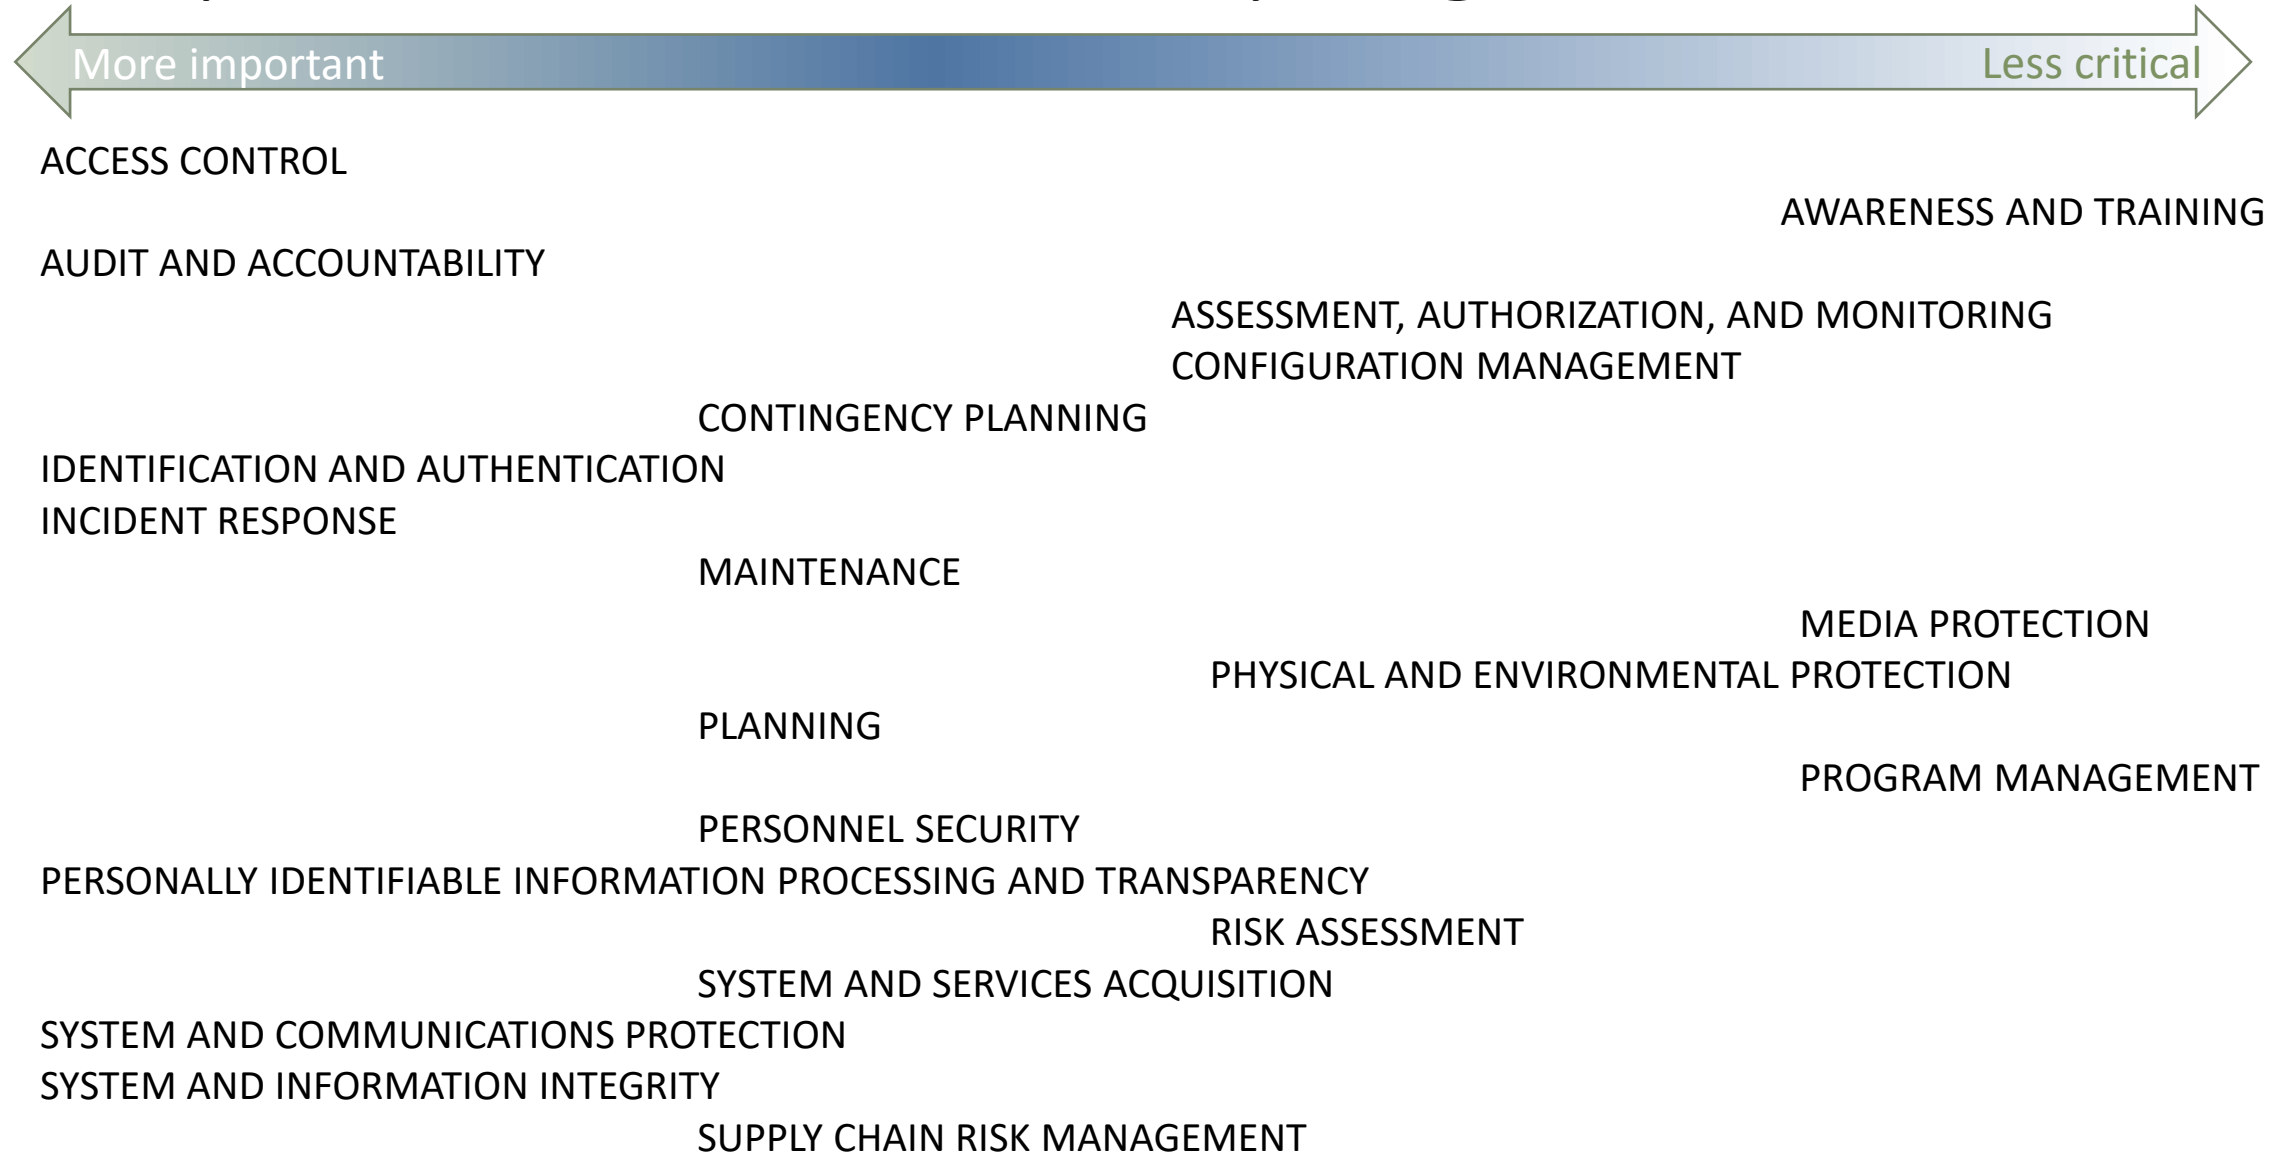 More important
Less critical
ACCESS CONTROL
AWARENESS AND TRAINING
AUDIT AND ACCOUNTABILITY
ASSESSMENT, AUTHORIZATION, AND MONITORING
CONFIGURATION MANAGEMENT
CONTINGENCY PLANNING
IDENTIFICATION AND AUTHENTICATION
INCIDENT RESPONSE
MAINTENANCE
MEDIA PROTECTION
PHYSICAL AND ENVIRONMENTAL PROTECTION
PLANNING
PROGRAM MANAGEMENT
PERSONNEL SECURITY
PERSONALLY IDENTIFIABLE INFORMATION PROCESSING AND TRANSPARENCY
RISK ASSESSMENT
SYSTEM AND SERVICES ACQUISITION
SYSTEM AND COMMUNICATIONS PROTECTION
SYSTEM AND INFORMATION INTEGRITY
SUPPLY CHAIN RISK MANAGEMENT